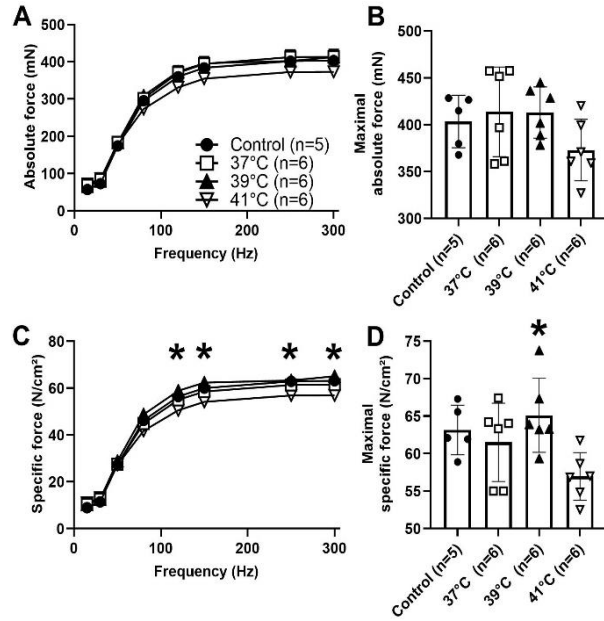 A
Absolute force (mN)
500
400
300
200
100
0
Control (n=5)
37°C (n=6)
39°C (n=6)
41°C (n=6)
0
100
200
300
Frequency (Hz)
B
Maximal
absolute force (mN)
500
450
400
350
300
Control (n=5)
37°C (n=6)
39°C (n=6)
41°C (n=6)
C
Specific force (N/cm²)
80
60
40
20
0
* * * *
0
100
200
300
Frequency (Hz)
D
Maximal
specific force (N/cm²)
75
70
65
60
55
50
*
Control (n=5)
37°C (n=6)
39°C (n=6)
41°C (n=6)